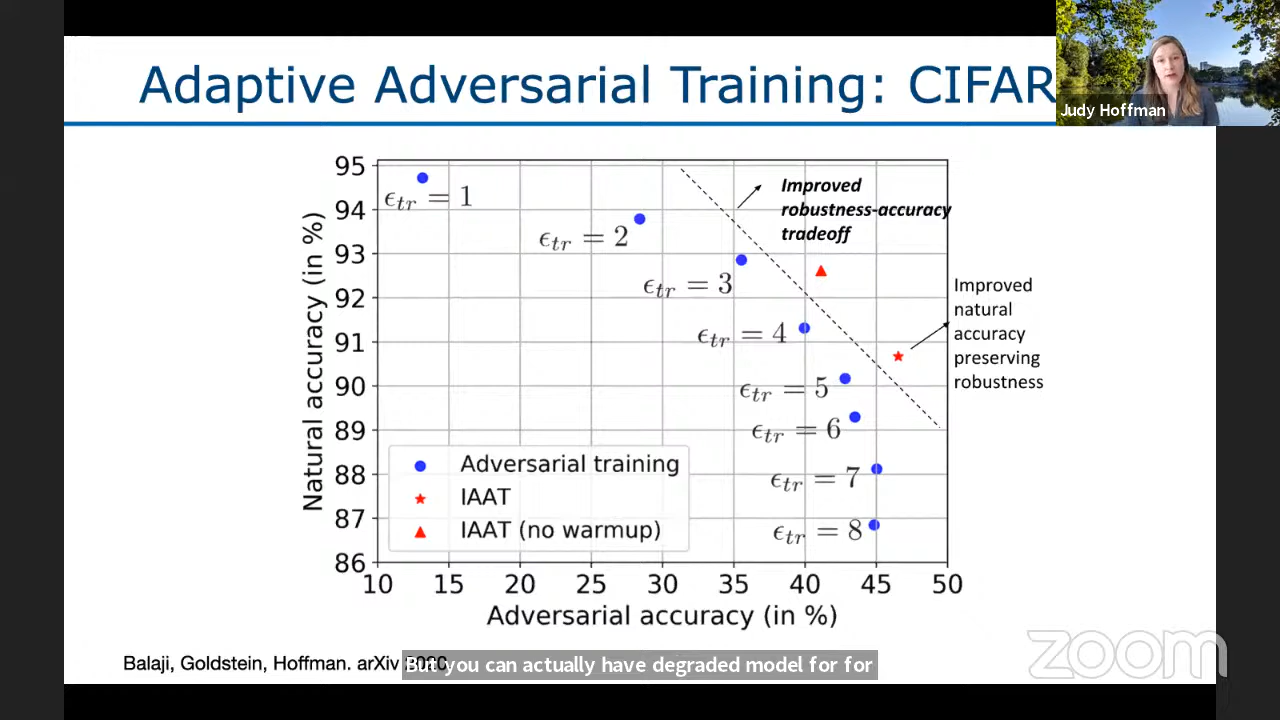 Adaptive Adversarial Training: CIFAR
Judy Hoffman
95
94
93
92
91
90
89
88
87
86
Natural accuracy (in %)
ϵtr = 1
ϵtr = 2
ϵtr = 3
ϵtr = 4
ϵtr = 5
ϵtr = 6
ϵtr = 7
ϵtr = 8
Improved
robustness-accuracy
tradeoff
Improved
natural
accuracy
preserving
robustness
Adversarial training
IAAT
IAAT (no warmup)
10 15 20 25 30 35 40 45 50
Adversarial accuracy (in %)
Balaji, Goldstein, Hoffman. arXiv
But you can actually have degraded model for for
zoom